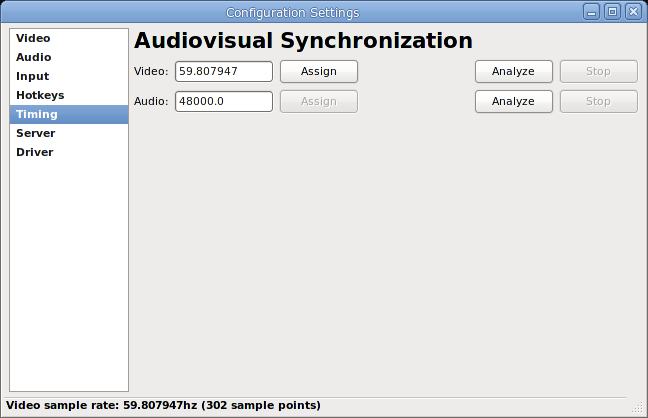 Configuration Settings
Video
Audio
Input
Hotkeys
Timing
Server
Driver
Audiovisual Synchronization
Video: 59.807947 Assign Analyze Stop
Audio: 48000.0 Assign Analyze Stop
Video sample rate: 59.807947hz (302 sample points)